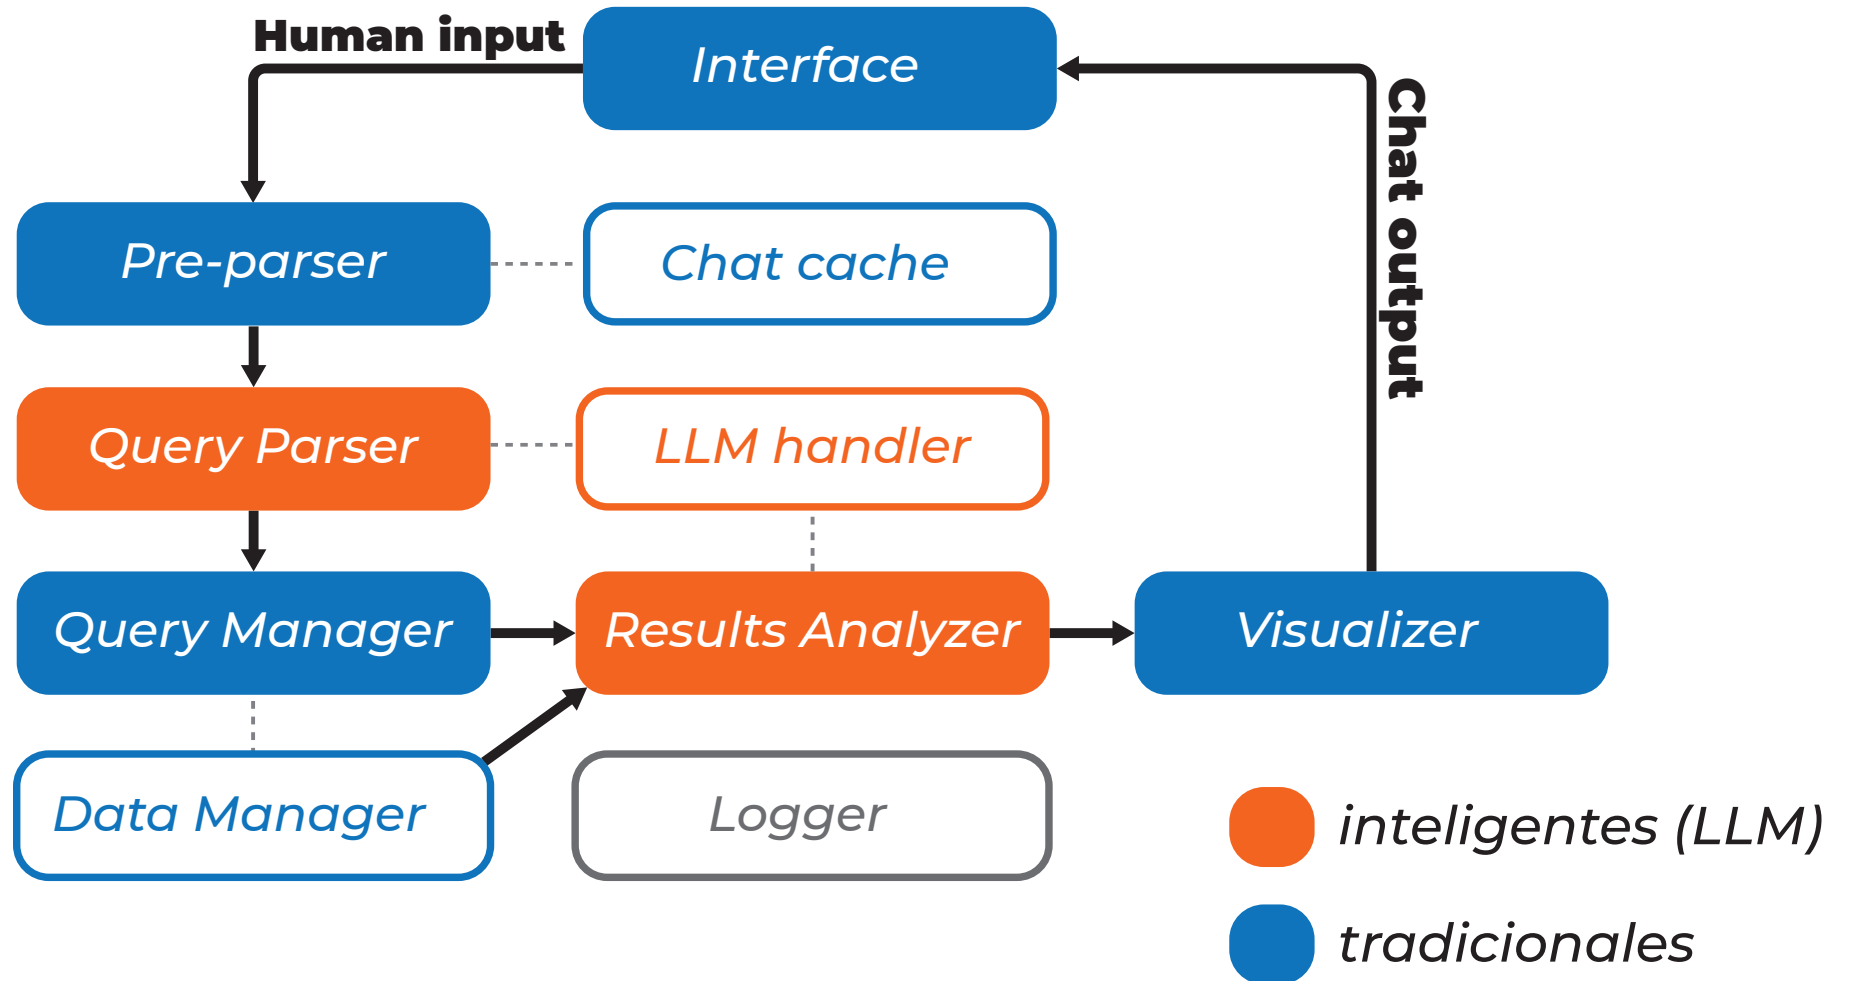 Human input
Interface
Chat output
Pre-parser
Chat cache
Query Parser
LLM handler
Query Manager
Results Analyzer
Visualizer
Data Manager
Logger
inteligentes (LLM)
tradicionales